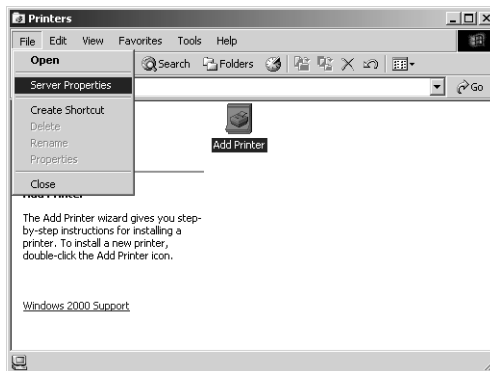 Printers
File Edit View Favorites Tools Help
Open
Search Folders
Server Properties
Go
Create Shortcut
Delete
Rename
Properties
Close
Add Printer
Add Printer
The Add Printer wizard gives you step-
by-step instructions for installing a
printer. To install a new printer,
double-click the Add Printer icon.
Windows 2000 Support